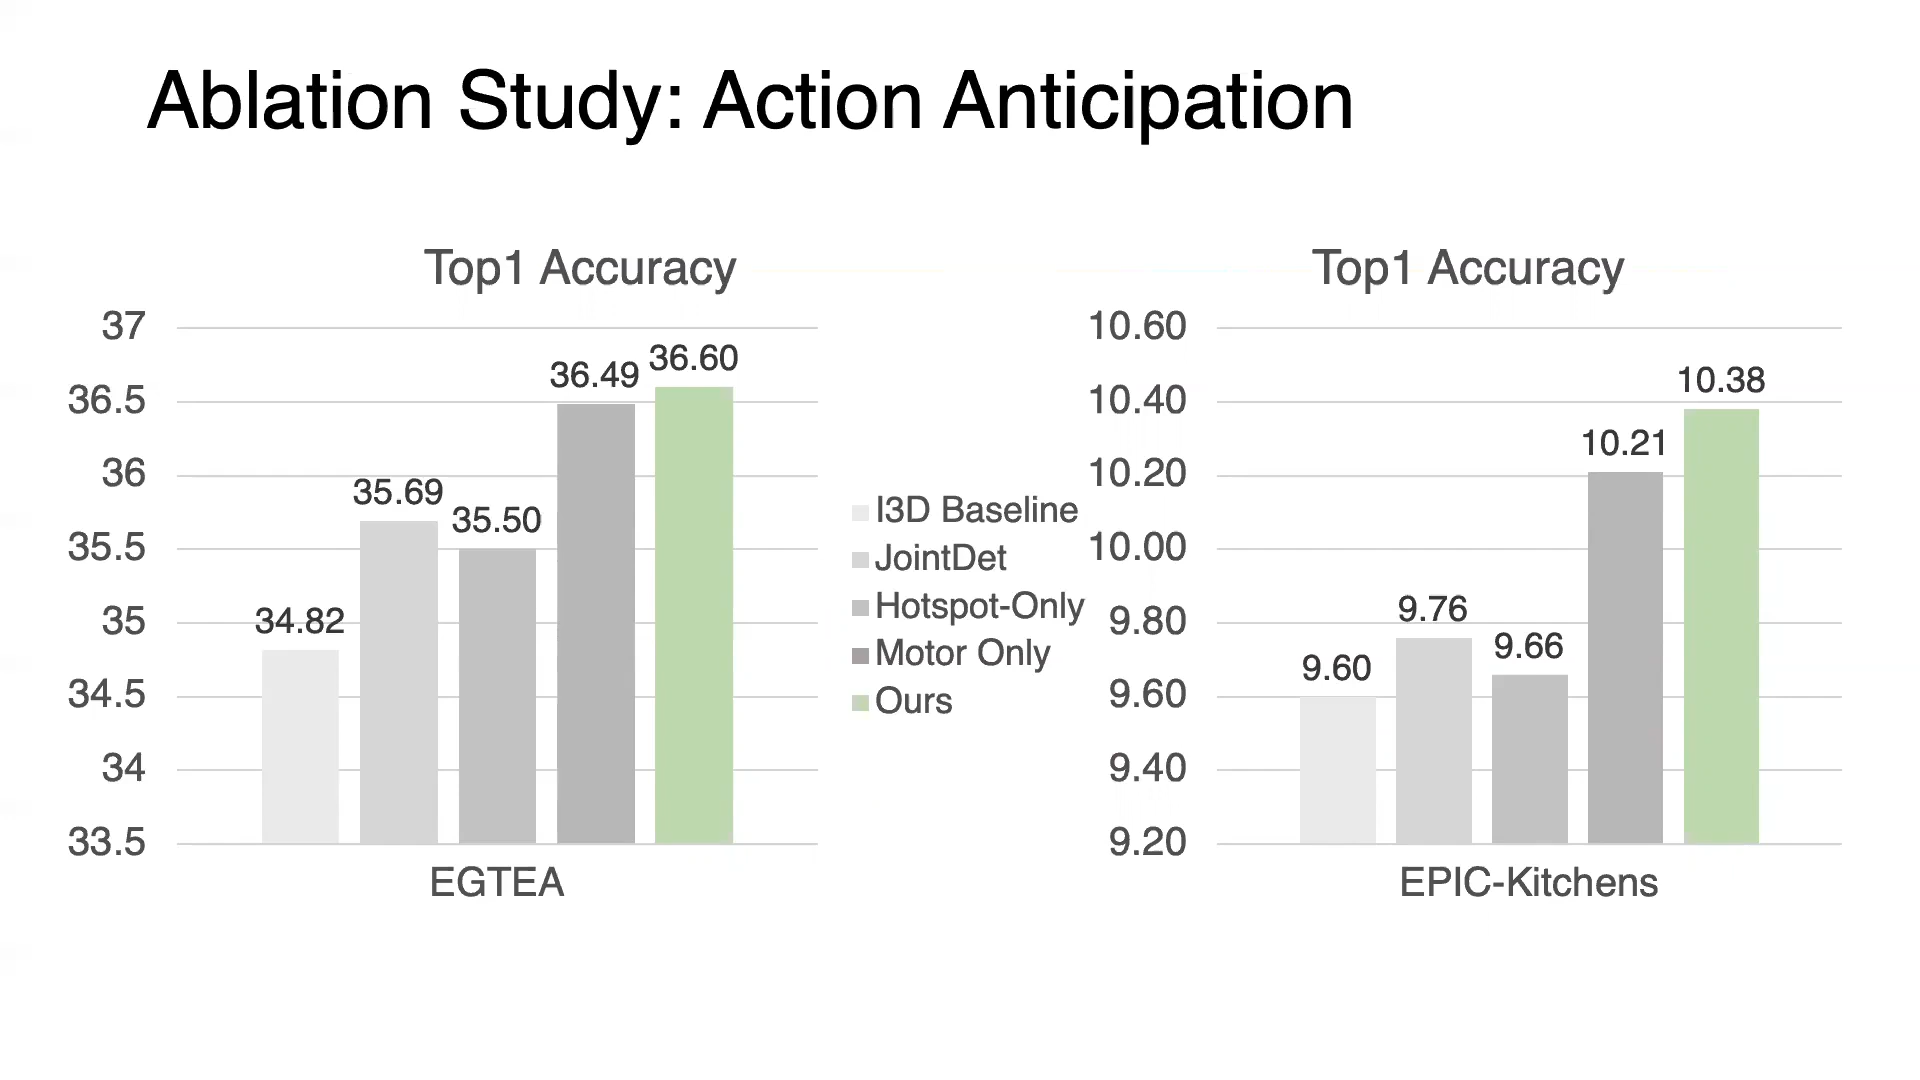 Ablation Study: Action Anticipation
Top1 Accuracy
37
36.5
36
35.5
35
34.5
34
33.5
34.82
35.69
35.50
36.49
36.60
EGTEA
I3D Baseline
JointDet
Hotspot-Only
Motor Only
Ours
Top1 Accuracy
10.60
10.40
10.20
10.00
9.80
9.60
9.40
9.20
9.60
9.76
9.66
10.21
10.38
EPIC-Kitchens